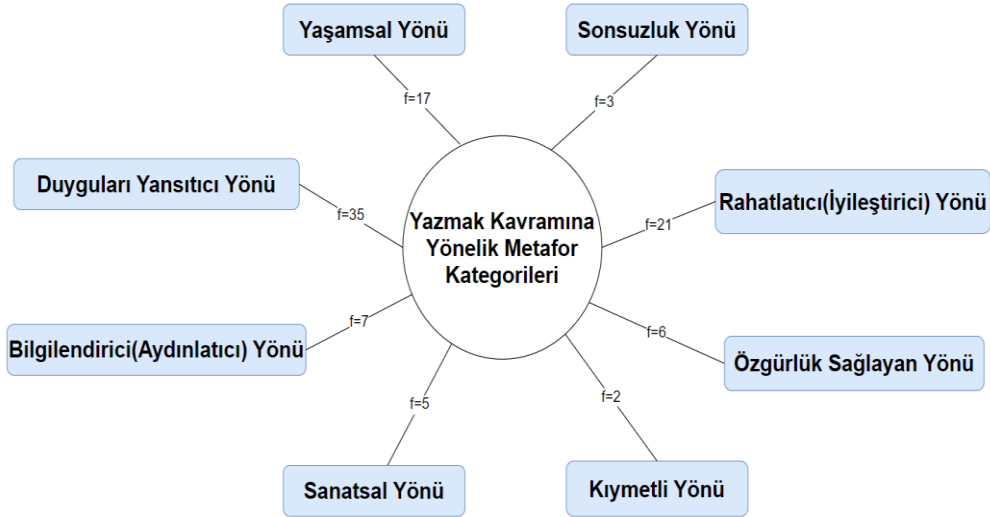 Yaşamsal Yönü
Sonsuzluk Yönü
f=17
f=3
Duyguları Yansıtıcı Yönü
Rahatlatıcı(İyileştirici) Yönü
f=35
f=21
Yazmak Kavramına
Yönelik Metafor
Kategorileri
Bilgilendirici(Aydınlatıcı) Yönü
f=7
f=6
Özgürlük Sağlayan Yönü
f=5
f=2
Sanatsal Yönü
Kıymetli Yönü